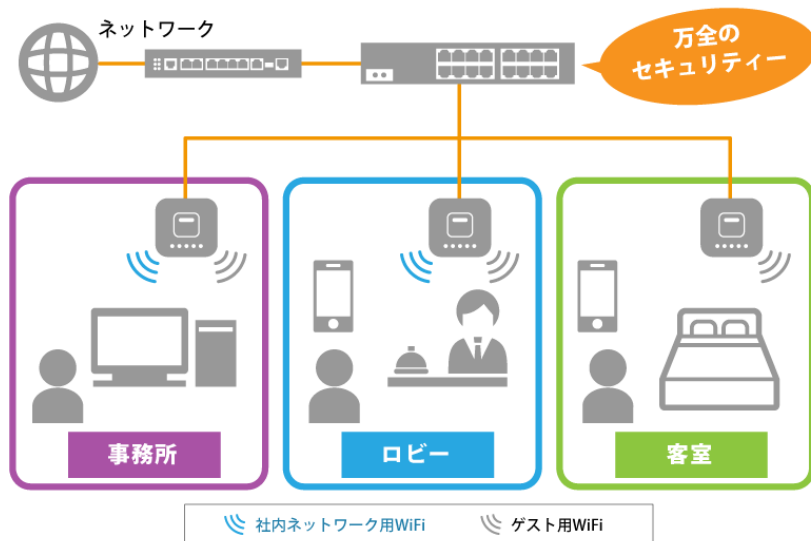 ネットワーク
万全の
セキュリティー
事務所
ロビー
客室
社内ネットワーク用WiFi
ゲスト用WiFi